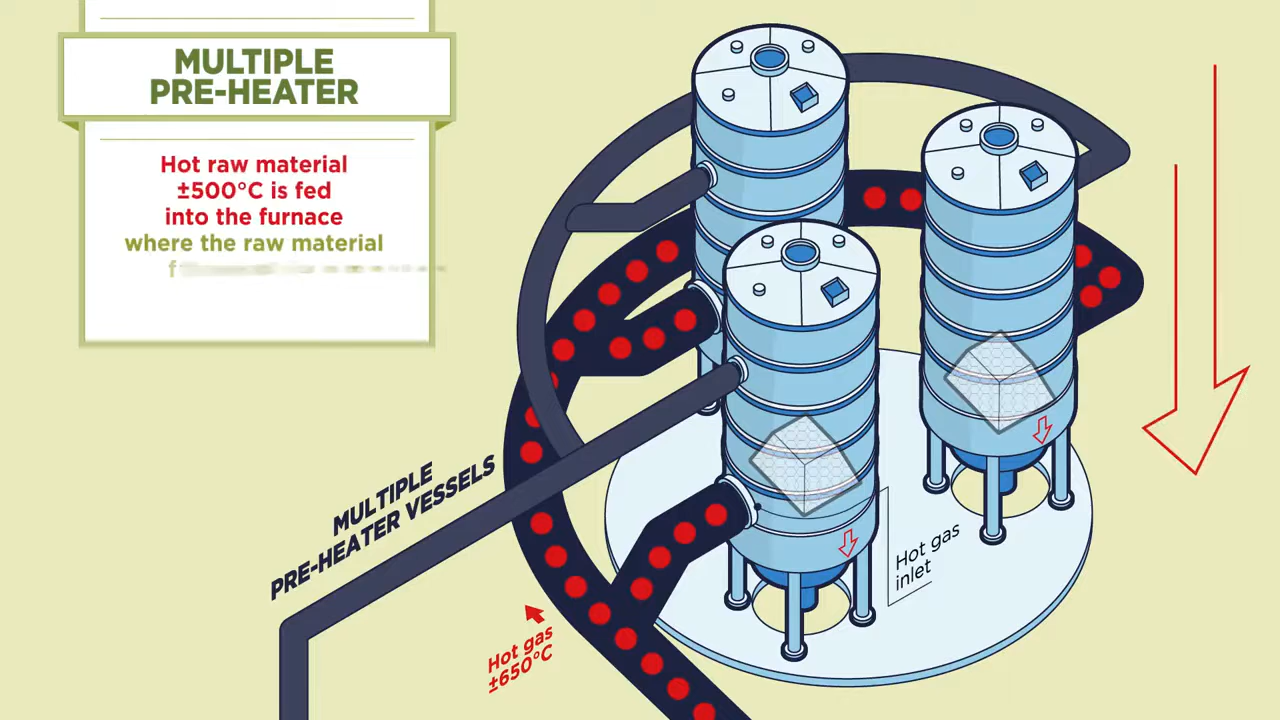 MULTIPLE
PRE-HEATER
Hot raw material
±500°C is fed
into the furnace
where the raw material
MULTIPLE
PRE-HEATER VESSELS
Hot gas
inlet
Hot gas
±650°C